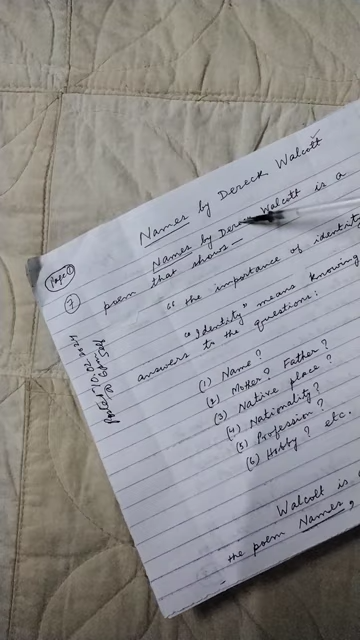 Names by Dereck Walcott
Page 1
7
Names by Dereck Walcott is a
poem that shows —
" the importance of identity
"Identity" means knowing
answers to the questions:
(1) Name ?
(2) Mother? Father?
(3) Native place ?
(4) Nationality ?
(5) Profession ?
(6) Hobby ? etc.
Walcott is
the poem Names,